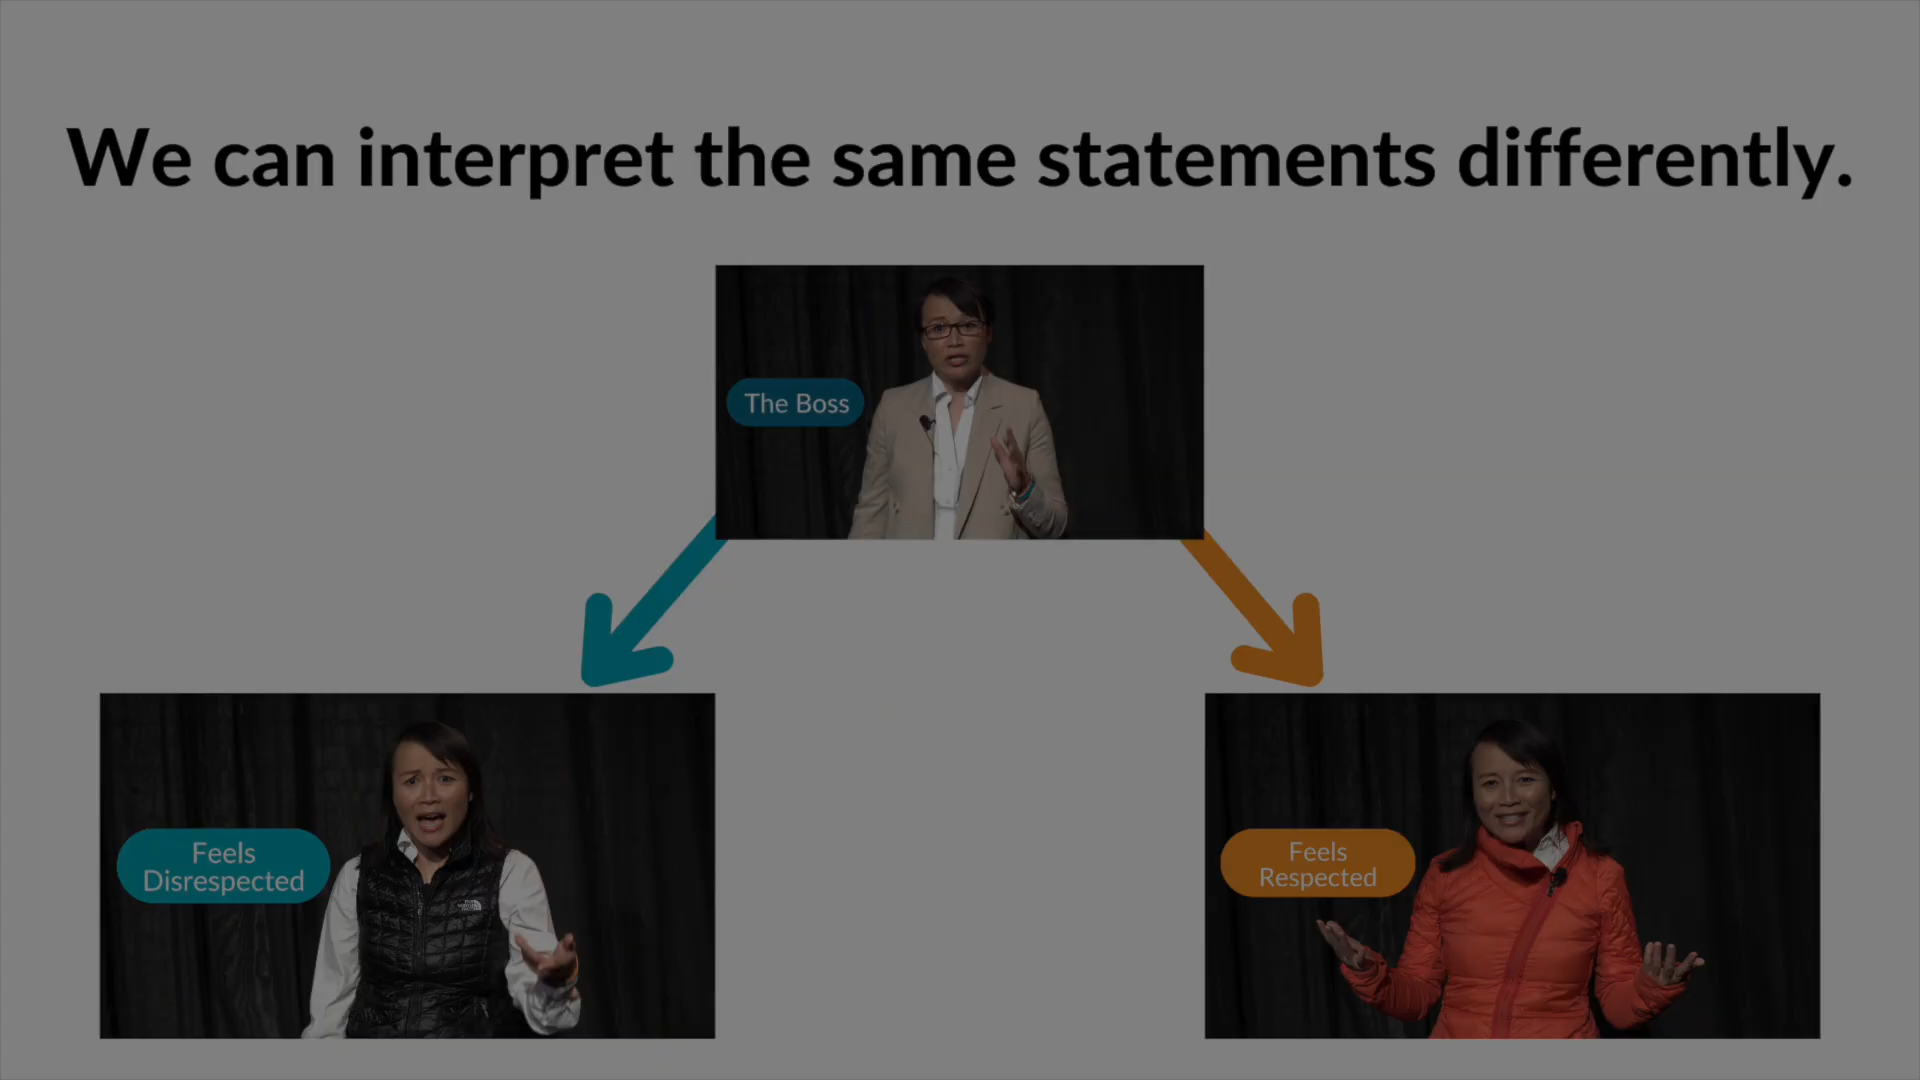 We can interpret the same statements differently.
The Boss
Feels
Disrespected
Feels
Respected